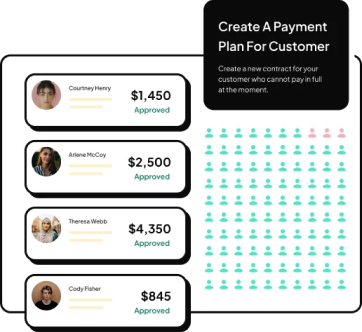 Create A Payment
Plan For Customer
Create a new contract for your
customer who cannot pay in full
at the moment.
Courtney Henry
$1,450
Approved
Arlene McCoy
$2,500
Approved
Theresa Webb
$4,350
Approved
Cody Fisher
$845
Approved